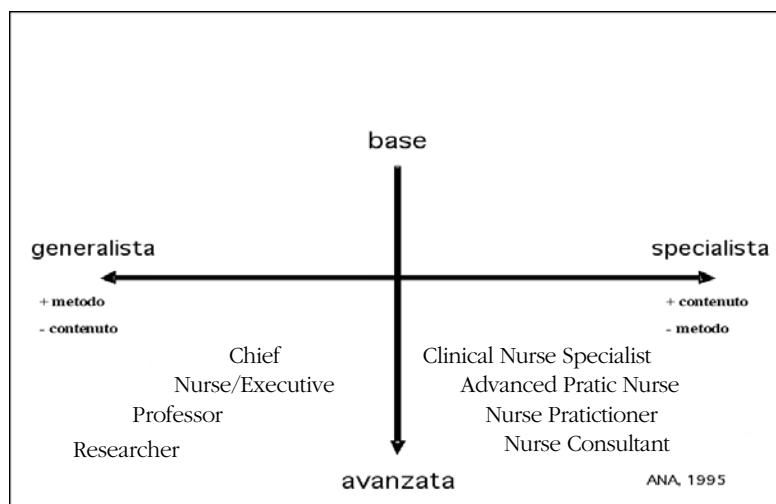 base
generalista
specialista
+ metodo
- contenuto
+ contenuto
- metodo
Chief
Nurse/Executive
Professor
Researcher
Clinical Nurse Specialist
Advanced Pratic Nurse
Nurse Pratictioner
Nurse Consultant
avanzata
ANA, 1995